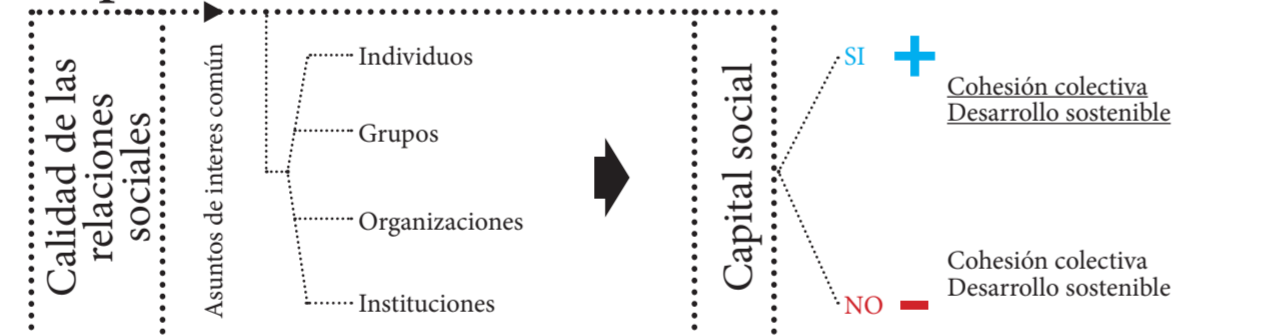 Calidad de las
relaciones
sociales
Asuntos de interes común
Individuos
Grupos
Organizaciones
Instituciones
Capital social
SI +
Cohesión colectiva
Desarrollo sostenible
NO -
Cohesión colectiva
Desarrollo sostenible